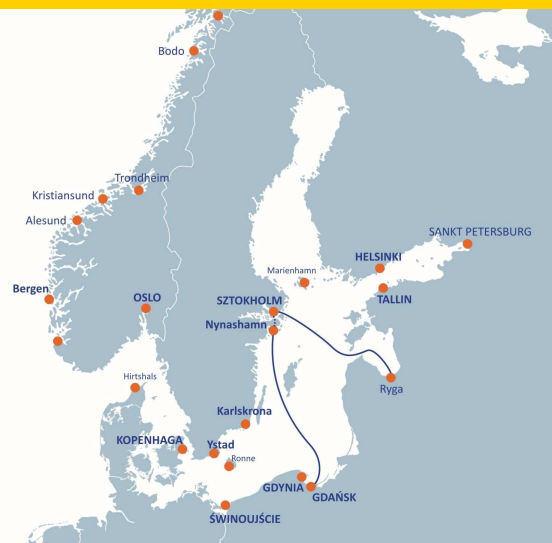 Bodo
Trondheim
Kristiansund
Alesund
SANKT PETERSBURG
HELSINKI
Marienhamn
Bergen
OSLO
SZTOKHOLM
TALLIN
Nynashamn
Hirtshals
Ryga
Karlskrona
KOPENHAGA
Ystad
Ronne
GDYNIA
GDAŃSK
ŚWINOUJŚCIE